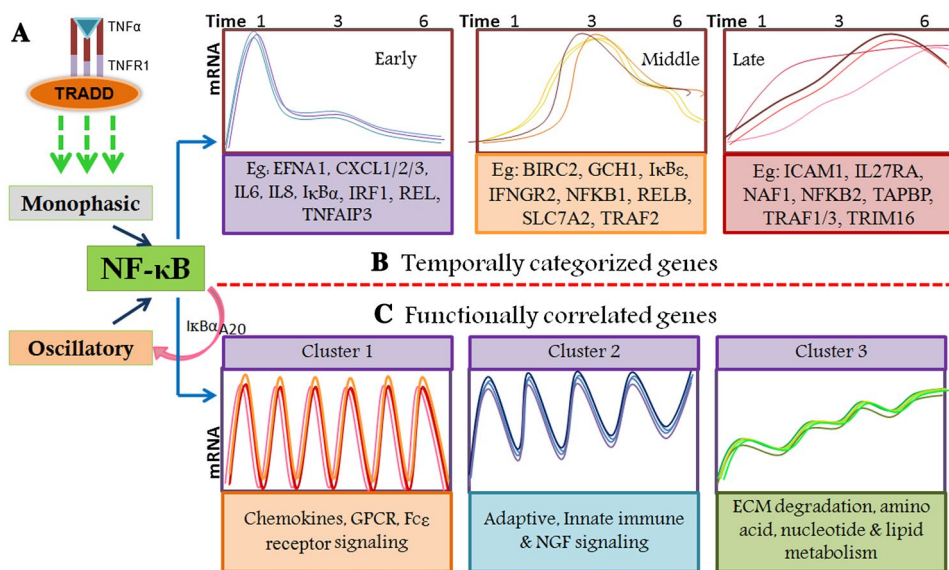 A
TNFα
TNFR1
TRADD
Monophasic
NF-κB
Oscillatory
IκBα
A20
Time 1 3 6
mRNA
Early
Eg: EFNA1, CXCL1/2/3,
IL6, IL8, IκBα, IRF1, REL,
TNFAIP3
Time 1 3 6
Middle
Eg: BIRC2, GCH1, IκBε,
IFNGR2, NFKB1, RELB,
SLC7A2, TRAF2
Time 1 3 6
Late
Eg: ICAM1, IL27RA,
NAF1, NFKB2, TAPBP,
TRAF1/3, TRIM16
B Temporally categorized genes
C Functionally correlated genes
Cluster 1
mRNA
Chemokines, GPCR, Fcε
receptor signaling
Cluster 2
Adaptive, Innate immune
& NGF signaling
Cluster 3
ECM degradation, amino
acid, nucleotide & lipid
metabolism